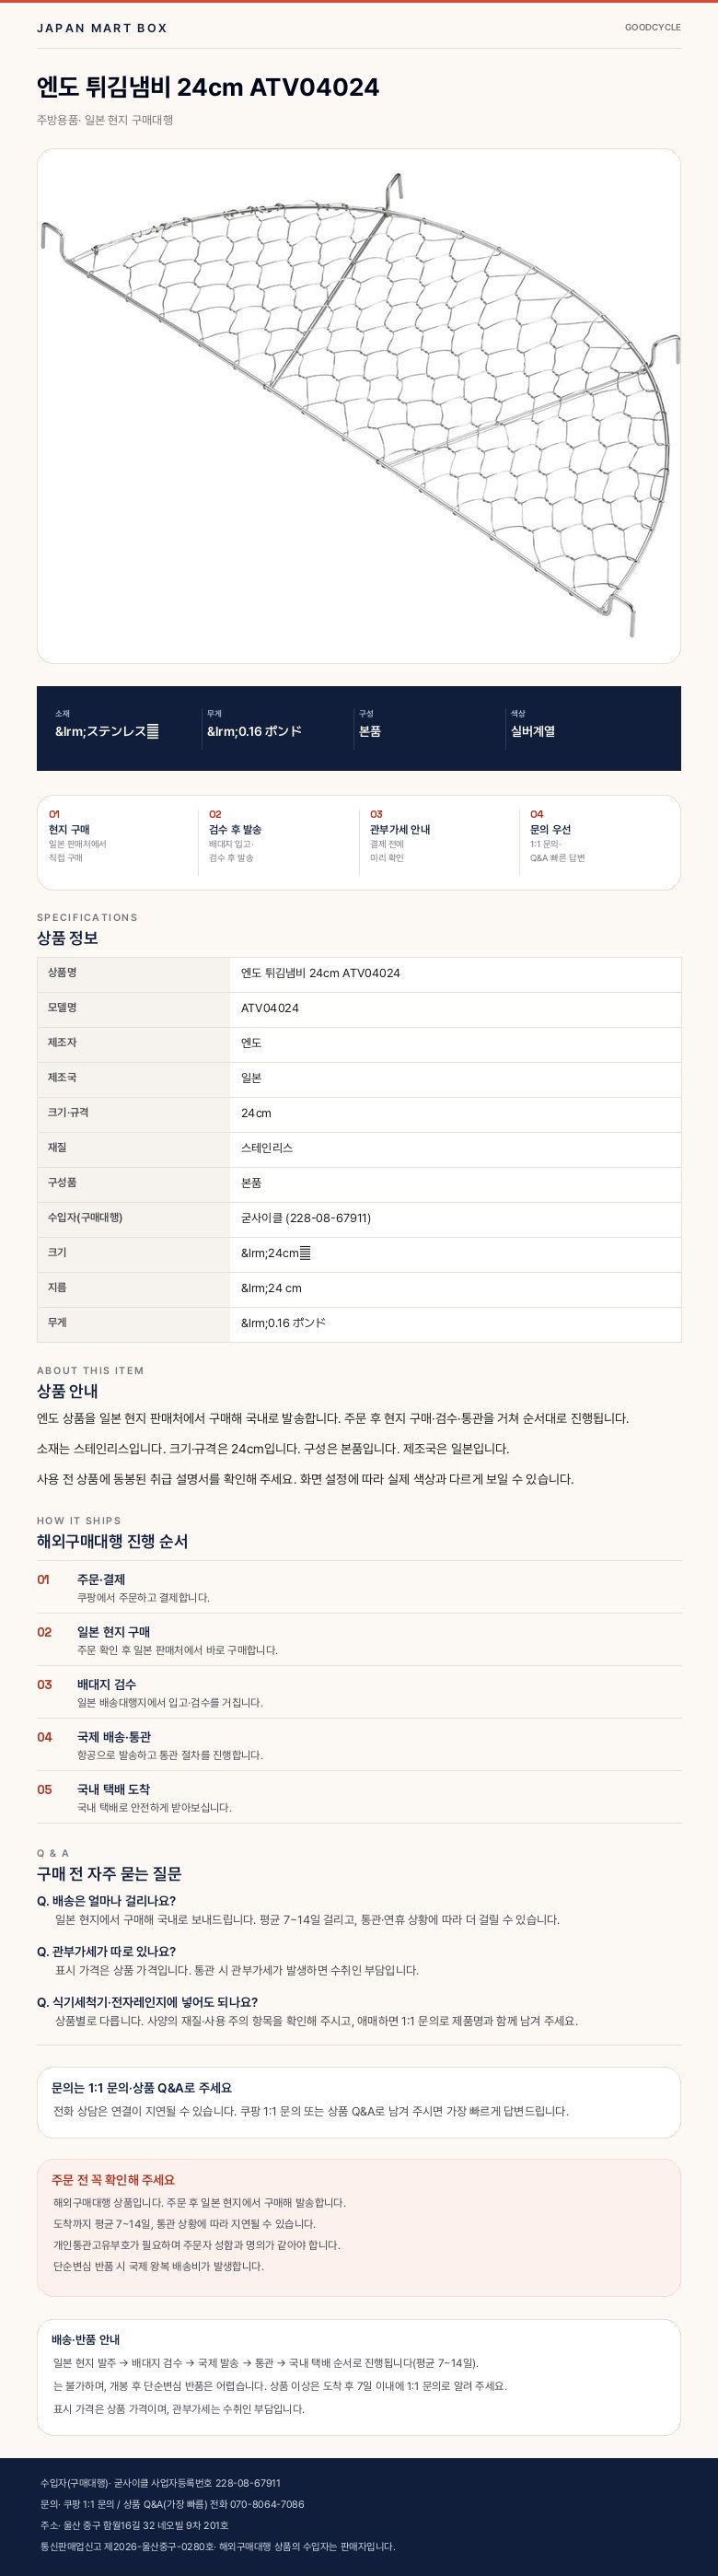 JAPAN MART BOX
GOODCYCLE
엔도 튀김냄비 24cm ATV04024
주방용품· 일본 현지 구매대행
소재
&lrm;ステンレス
무게
&lrm;0.16 ポンド
구성
본품
색상
실버계열
01
현지 구매
일본 판매처에서
직접 구매
02
검수 후 발송
배대지 입고·
검수 후 발송
03
관부가세 안내
결제 전에
미리 확인
04
문의 우선
1:1 문의·
Q&A 빠른 답변
SPECIFICATIONS
상품 정보
상품명 엔도 튀김냄비 24cm ATV04024
모델명 ATV04024
제조자 엔도
제조국 일본
크기·규격 24cm
재질 스테인리스
구성품 본품
수입자(구매대행) 굳사이클 (228-08-67911)
크기 &lrm;24cm
지름 &lrm;24 cm
무게 &lrm;0.16 ポンド
ABOUT THIS ITEM
상품 안내
엔도 상품을 일본 현지 판매처에서 구매해 국내로 발송합니다. 주문 후 현지 구매·검수·통관을 거쳐 순서대로 진행됩니다.
소재는 스테인리스입니다. 크기·규격은 24cm입니다. 구성은 본품입니다. 제조국은 일본입니다.
사용 전 상품에 동봉된 취급 설명서를 확인해 주세요. 화면 설정에 따라 실제 색상과 다르게 보일 수 있습니다.
HOW IT SHIPS
해외구매대행 진행 순서
01 주문·결제
쿠팡에서 주문하고 결제합니다.
02 일본 현지 구매
주문 확인 후 일본 판매처에서 바로 구매합니다.
03 배대지 검수
일본 배송대행지에서 입고·검수를 거칩니다.
04 국제 배송·통관
항공으로 발송하고 통관 절차를 진행합니다.
05 국내 택배 도착
국내 택배로 안전하게 받아보십니다.
Q & A
구매 전 자주 묻는 질문
Q. 배송은 얼마나 걸리나요?
일본 현지에서 구매해 국내로 보내드립니다. 평균 7~14일 걸리고, 통관·연휴 상황에 따라 더 걸릴 수 있습니다.
Q. 관부가세가 따로 있나요?
표시 가격은 상품 가격입니다. 통관 시 관부가세가 발생하면 수취인 부담입니다.
Q. 식기세척기·전자레인지에 넣어도 되나요?
상품별로 다릅니다. 사양의 재질·사용 주의 항목을 확인해 주시고, 애매하면 1:1 문의로 제품명과 함께 남겨 주세요.
문의는 1:1 문의·상품 Q&A로 주세요
전화 상담은 연결이 지연될 수 있습니다. 쿠팡 1:1 문의 또는 상품 Q&A로 남겨 주시면 가장 빠르게 답변드립니다.
주문 전 꼭 확인해 주세요
해외구매대행 상품입니다. 주문 후 일본 현지에서 구매해 발송합니다.
도착까지 평균 7~14일, 통관 상황에 따라 지연될 수 있습니다.
개인통관고유부호가 필요하며 주문자 성함과 명의가 같아야 합니다.
단순변심 반품 시 국제 왕복 배송비가 발생합니다.
배송·반품 안내
일본 현지 발주 → 배대지 검수 → 국제 발송 → 통관 → 국내 택배 순서로 진행됩니다(평균 7~14일).
는 불가하며, 개봉 후 단순변심 반품은 어렵습니다. 상품 이상은 도착 후 7일 이내에 1:1 문의로 알려 주세요.
표시 가격은 상품 가격이며, 관부가세는 수취인 부담입니다.
수입자(구매대행)· 굳사이클 사업자등록번호 228-08-67911
문의· 쿠팡 1:1 문의 / 상품 Q&A(가장 빠름) 전화 070-8064-7086
주소· 울산 중구 함월16길 32 네오빌 9차 201호
통신판매업신고 제2026-울산중구-0280호· 해외구매대행 상품의 수입자는 판매자입니다.